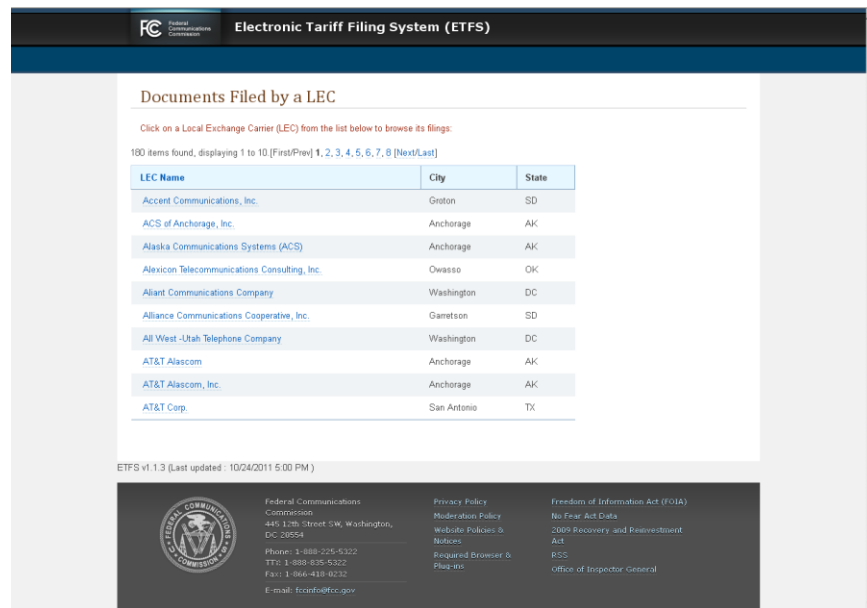 FCC Federal Communications Commission Electronic Tariff Filing System (ETFS)
Documents Filed by a LEC
Click on a Local Exchange Carrier (LEC) from the list below to browse its filings:
180 items found, displaying 1 to 10.[First/Prev] 1, 2, 3, 4, 5, 6, 7, 8 [Next/Last]
LEC Name City State
Accent Communications, Inc. Groton SD
ACS of Anchorage, Inc. Anchorage AK
Alaska Communications Systems (ACS) Anchorage AK
Alexicon Telecommunications Consulting, Inc. Owasso OK
Aliant Communications Company Washington DC
Alliance Communications Cooperative, Inc. Garretson SD
All West -Utah Telephone Company Washington DC
AT&T Alascom Anchorage AK
AT&T Alascom, Inc. Anchorage AK
AT&T Corp. San Antonio TX
ETFS v1.1.3 (Last updated : 10/24/2011 5:00 PM )
Federal Communications
Commission
445 12th Street SW, Washington,
DC 20554
Phone: 1-888-225-5322
TTY: 1-888-835-5322
Fax: 1-866-418-0232
E-mail: fccinfo@fcc.gov
Privacy Policy
Moderation Policy
Website Policies &
Notices
Required Browser &
Plug-ins
Freedom of Information Act (FOIA)
No Fear Act Data
2009 Recovery and Reinvestment
Act
RSS
Office of Inspector General